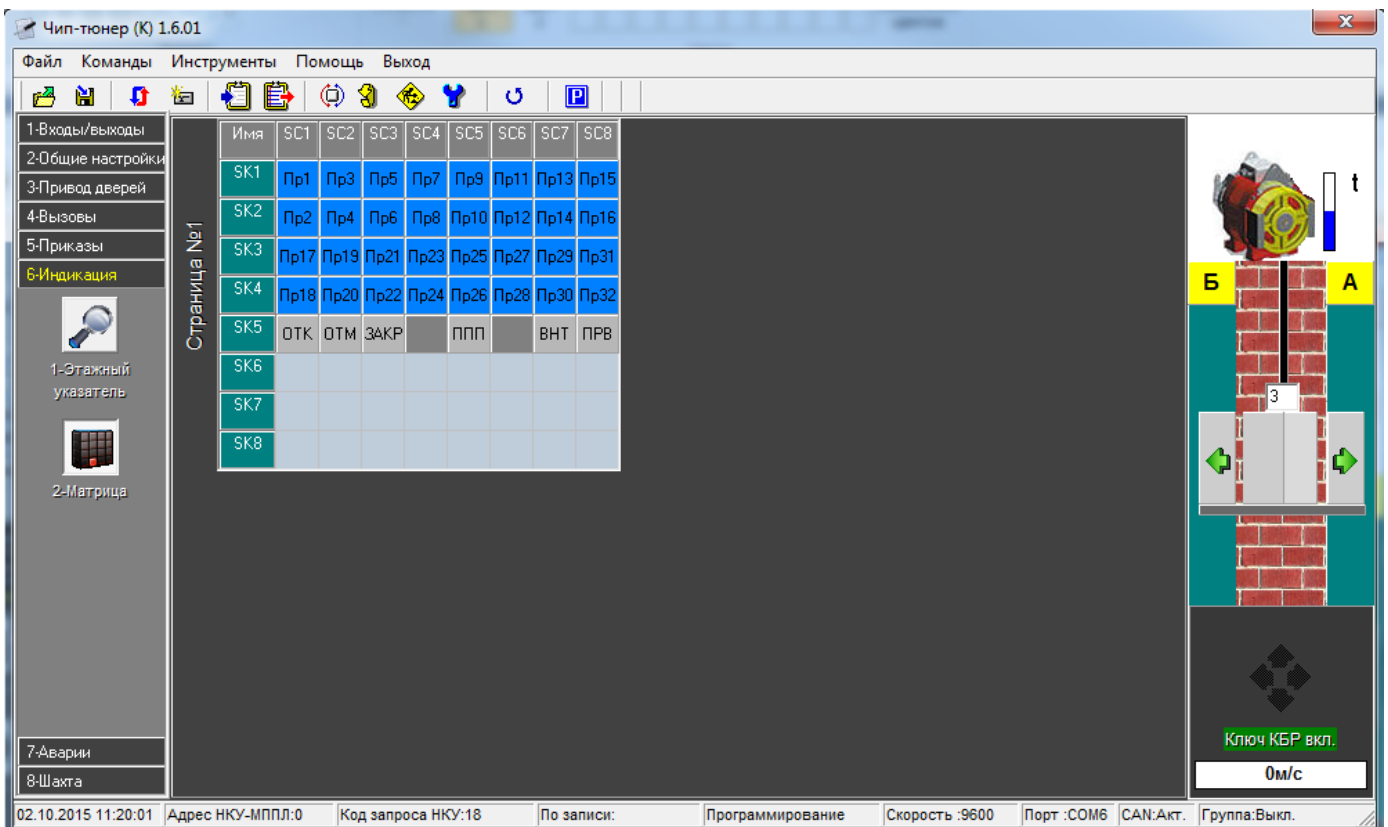 Чип-тюнер (K) 1.6.01
Файл Команды Инструменты Помощь Выход
1-Входы/выходы
2-Общие настройки
3-Привод дверей
4-Вызовы
5-Приказы
6-Индикация
1-Этажный
указатель
2-Матрица
7-Аварии
8-Шахта
Страница №1
Имя SC1 SC2 SC3 SC4 SC5 SC6 SC7 SC8
SK1 Пр1 Пр3 Пр5 Пр7 Пр9 Пр11 Пр13 Пр15
SK2 Пр2 Пр4 Пр6 Пр8 Пр10 Пр12 Пр14 Пр16
SK3 Пр17 Пр19 Пр21 Пр23 Пр25 Пр27 Пр29 Пр31
SK4 Пр18 Пр20 Пр22 Пр24 Пр26 Пр28 Пр30 Пр32
SK5 ОТК ОТМ ЗАКР ППП ВНТ ПРВ
SK6
SK7
SK8
t
Б А
3
Ключ КБР вкл.
0м/с
02.10.2015 11:20:01 Адрес НКУ-МППЛ:0 Код запроса НКУ:18 По записи: Программирование Скорость :9600 Порт :COM6 CAN:Акт. Группа:Выкл.